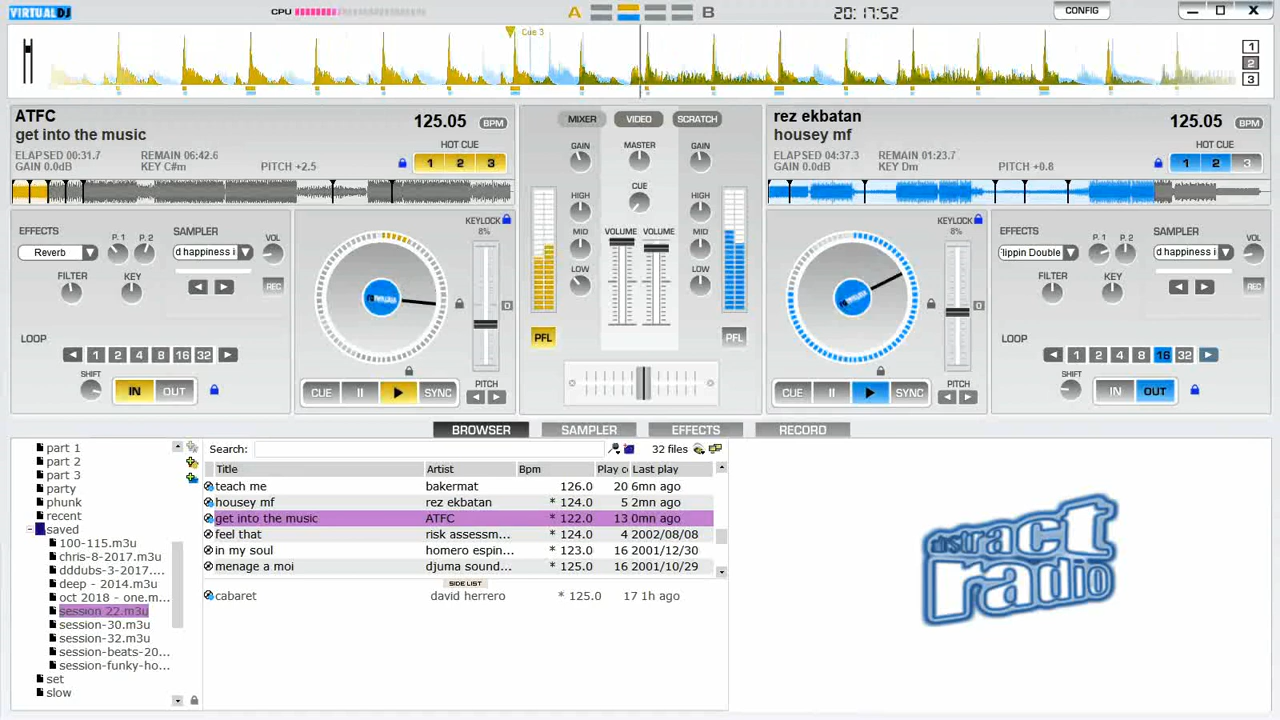 VIRTUALDJ CPU A B 20:17:52 CONFIG
Cue 3
1
2
3
ATFC
get into the music
125.05 BPM
ELAPSED 00:31.7 REMAIN 06:42.6
GAIN 0.0dB KEY C#m PITCH +2.5
HOT CUE
1 2 3
MIXER VIDEO SCRATCH
GAIN MASTER GAIN
HIGH CUE HIGH
MID VOLUME VOLUME MID
LOW LOW
PFL PFL
rez ekbatan
housey mf
125.05 BPM
ELAPSED 04:37.3 REMAIN 01:23.7
GAIN 0.0dB KEY Dm PITCH +0.8
HOT CUE
1 2 3
EFFECTS P.1 P.2 SAMPLER VOL
Reverb d happiness i
FILTER KEY REC
LOOP
1 2 4 8 16 32
SHIFT IN OUT
KEYLOCK
8%
CUE II SYNC PITCH
KEYLOCK
8%
CUE II SYNC PITCH
EFFECTS P.1 P.2 SAMPLER VOL
lippin Double d happiness i
FILTER KEY REC
LOOP
1 2 4 8 16 32
SHIFT IN OUT
BROWSER SAMPLER EFFECTS RECORD
part 1
part 2
part 3
party
phunk
recent
saved
100-115.m3u
chris-8-2017.m3u
dddubs-3-2017....
deep - 2014.m3u
oct 2018 - one.m...
session 22.m3u
session-30.m3u
session-32.m3u
session-beats-20...
session-funky-ho...
set
slow
Search: 32 files
Title Artist Bpm Play c Last play
teach me bakermat 126.0 20 6mn ago
housey mf rez ekbatan * 124.0 5 2mn ago
get into the music ATFC * 122.0 13 0mn ago
feel that risk assessm... * 124.0 4 2002/08/08
in my soul homero espin... * 123.0 16 2001/12/30
menage a moi djuma sound... * 125.0 16 2001/10/29
SIDE LIST
cabaret david herrero * 125.0 17 1h ago
distract
radio